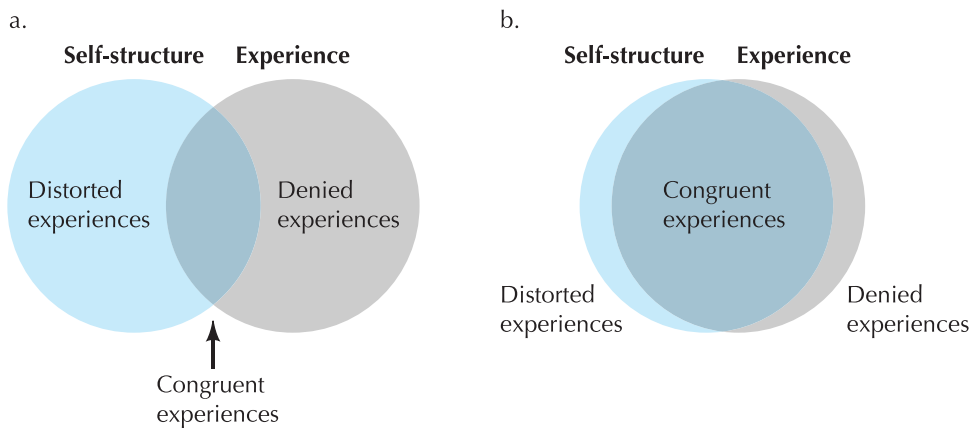 a.
Self-structure Experience
Distorted
experiences
Denied
experiences
Congruent
experiences
b.
Self-structure Experience
Congruent
experiences
Distorted
experiences
Denied
experiences